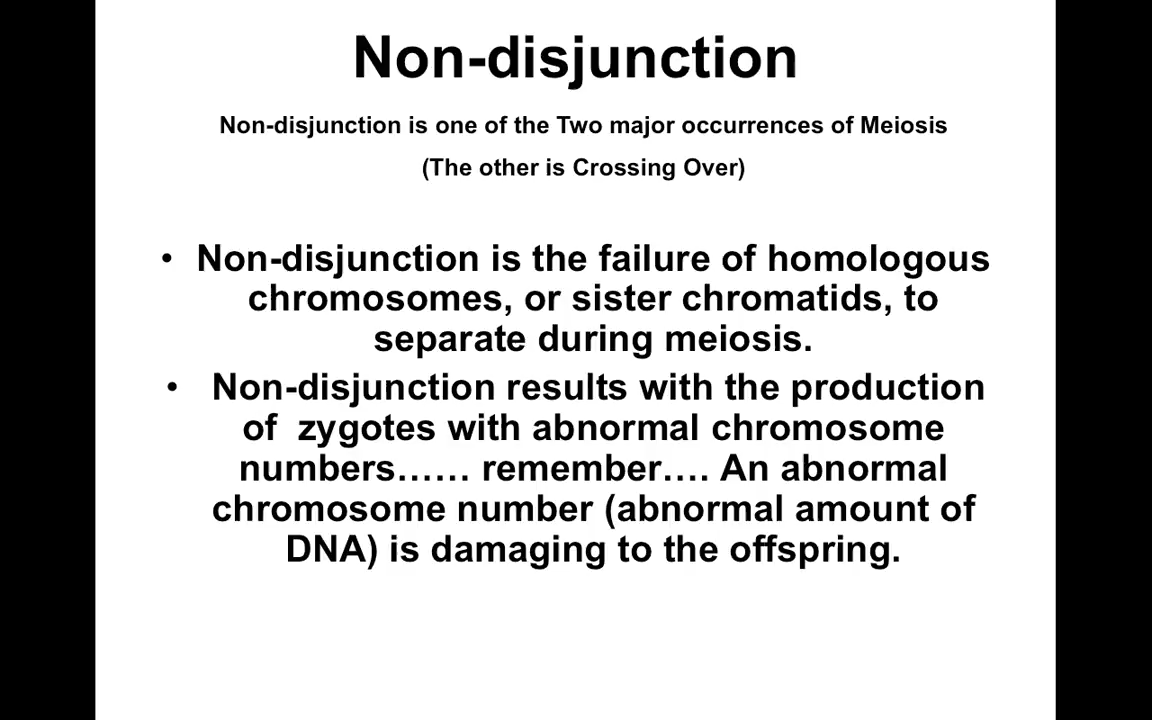 Non-disjunction
Non-disjunction is one of the Two major occurrences of Meiosis
(The other is Crossing Over)
• Non-disjunction is the failure of homologous
chromosomes, or sister chromatids, to
separate during meiosis.
• Non-disjunction results with the production
of  zygotes with abnormal chromosome
numbers…… remember…. An abnormal
chromosome number (abnormal amount of
DNA) is damaging to the offspring.